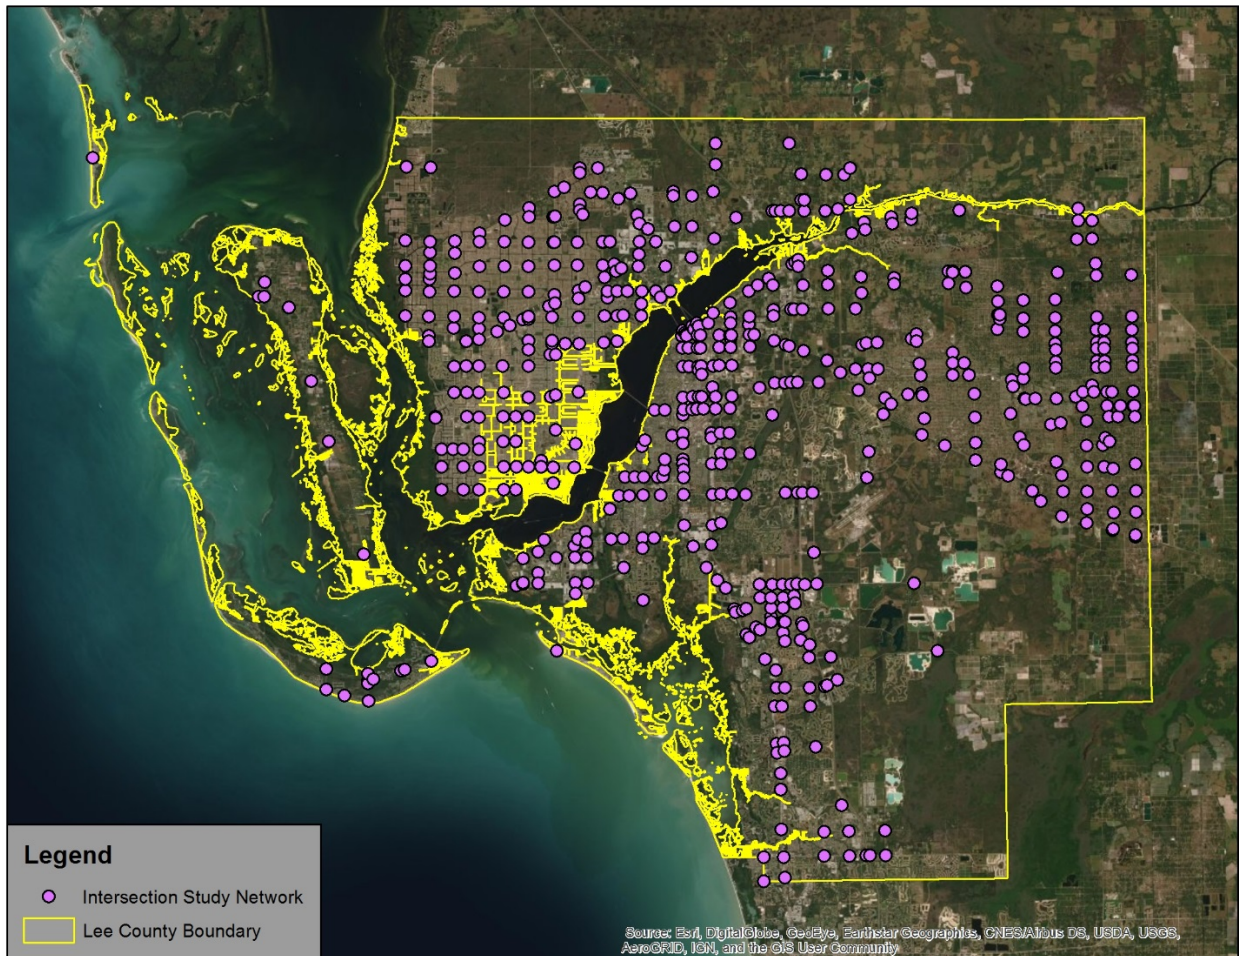 Legend
Intersection Study Network
Lee County Boundary
Source: Esri, DigitalGlobe, GeoEye, Earthstar Geographics, CNES/Airbus DS, USDA, USGS,
AeroGRID, IGN, and the GIS User Community